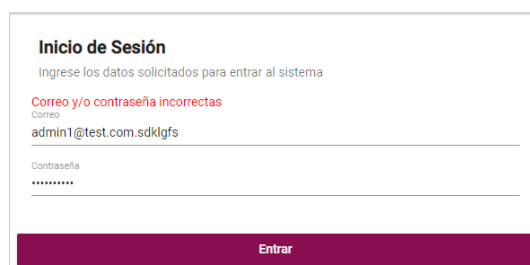 Inicio de Sesión
Ingrese los datos solicitados para entrar al sistema
Correo y/o contraseña incorrectas
Correo
admin1@test.com.sdklgfs
Contraseña
••••••••••
Entrar